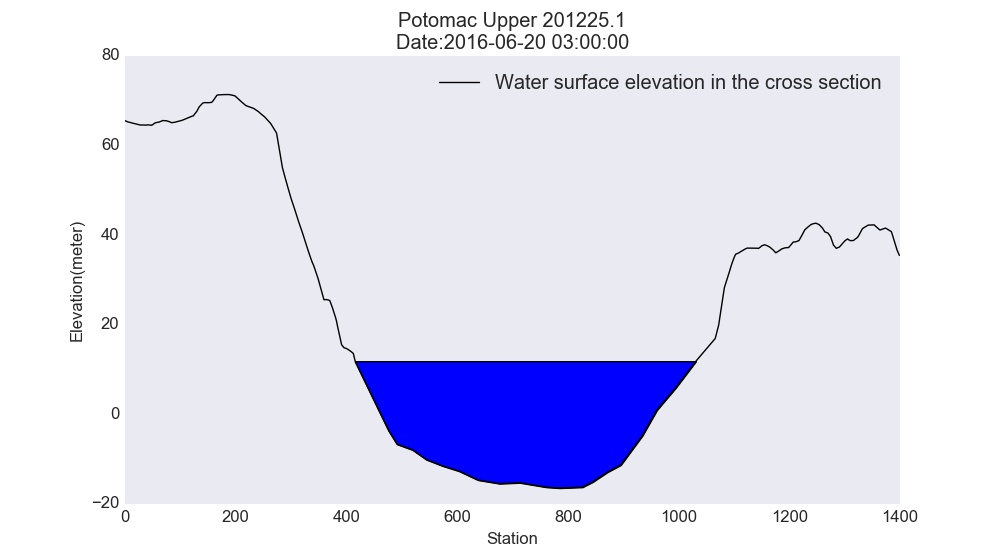 Potomac Upper 201225.1
Date:2016-06-20 03:00:00
Water surface elevation in the cross section
Elevation(meter)
80
60
40
20
0
−20
0 200 400 600 800 1000 1200 1400
Station